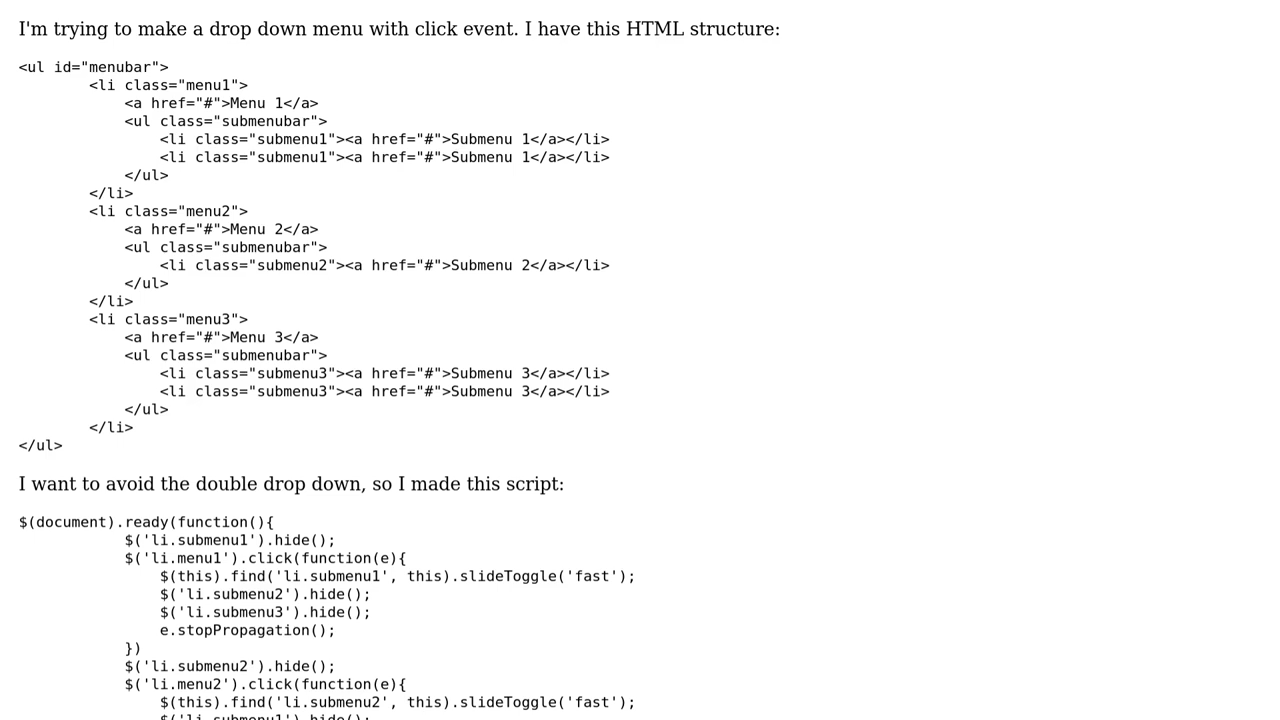 I'm trying to make a drop down menu with click event. I have this HTML structure:
<ul id="menubar">
<li class="menu1">
<a href="#">Menu 1</a>
<ul class="submenubar">
<li class="submenu1"><a href="#">Submenu 1</a></li>
<li class="submenu1"><a href="#">Submenu 1</a></li>
</ul>
</li>
<li class="menu2">
<a href="#">Menu 2</a>
<ul class="submenubar">
<li class="submenu2"><a href="#">Submenu 2</a></li>
</ul>
</li>
<li class="menu3">
<a href="#">Menu 3</a>
<ul class="submenubar">
<li class="submenu3"><a href="#">Submenu 3</a></li>
<li class="submenu3"><a href="#">Submenu 3</a></li>
</ul>
</li>
</ul>
I want to avoid the double drop down, so I made this script:
$(document).ready(function(){
$('li.submenu1').hide();
$('li.menu1').click(function(e){
$(this).find('li.submenu1', this).slideToggle('fast');
$('li.submenu2').hide();
$('li.submenu3').hide();
e.stopPropagation();
})
$('li.submenu2').hide();
$('li.menu2').click(function(e){
$(this).find('li.submenu2', this).slideToggle('fast');
$('li.submenu1').hide();